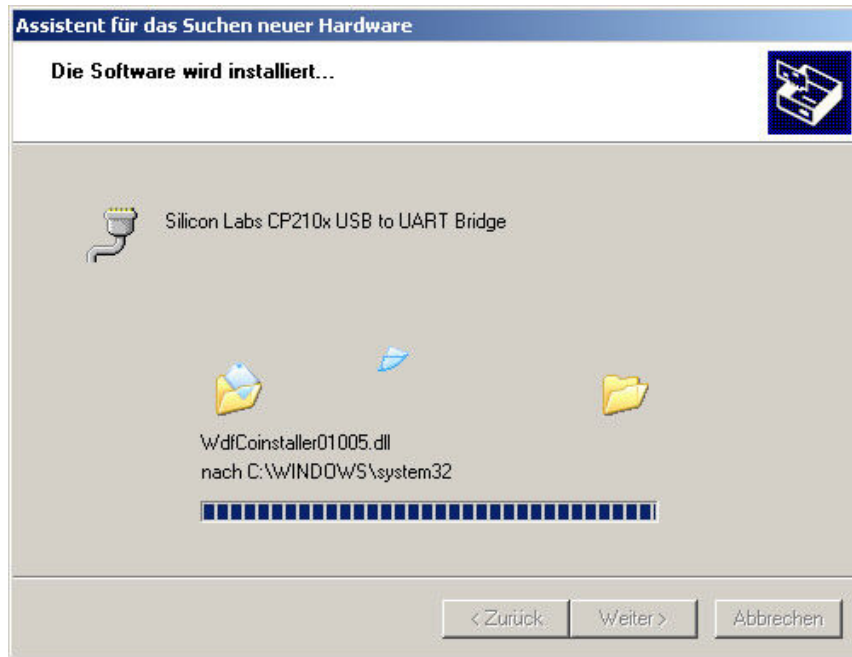 Assistent für das Suchen neuer Hardware
Die Software wird installiert...
Silicon Labs CP210x USB to UART Bridge
WdfCoinstaller01005.dll
nach C:\WINDOWS\system32
< Zurück
Weiter >
Abbrechen